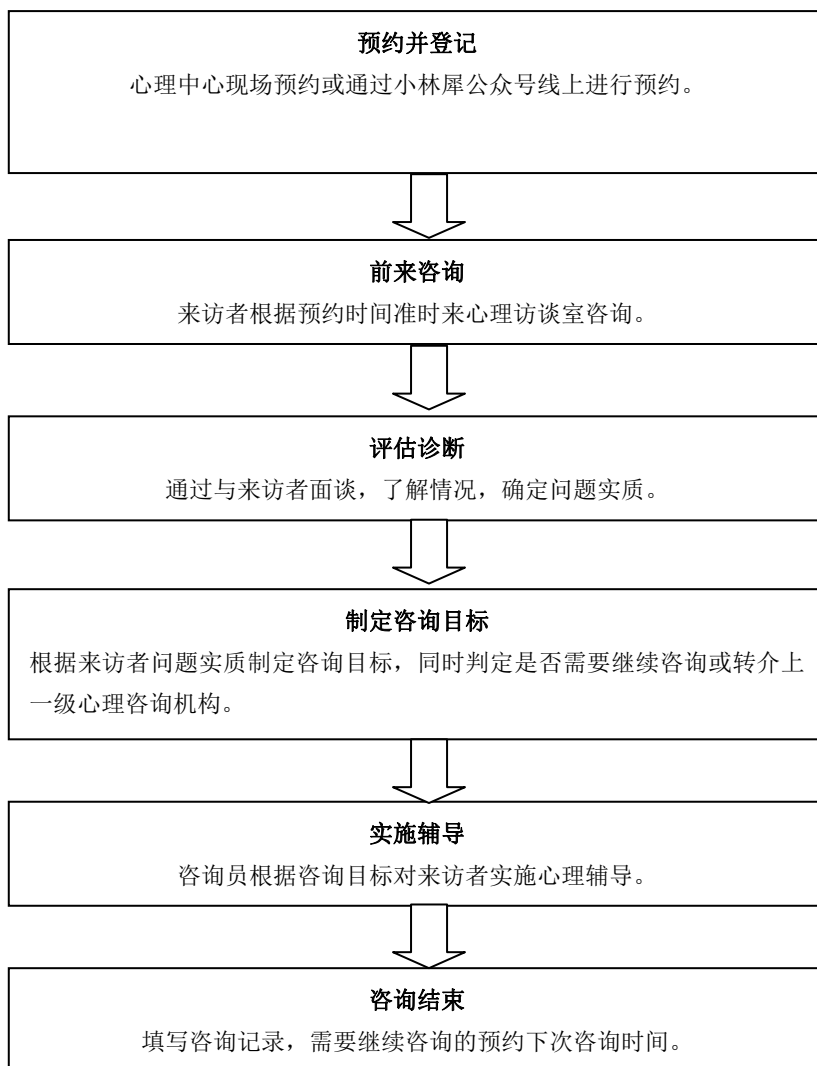 预约并登记
心理中心现场预约或通过小林犀公众号线上进行预约。
前来咨询
来访者根据预约时间准时来心理访谈室咨询。
评估诊断
通过与来访者面谈，了解情况，确定问题实质。
制定咨询目标
根据来访者问题实质制定咨询目标，同时判定是否需要继续咨询或转介上
一级心理咨询机构。
实施辅导
咨询员根据咨询目标对来访者实施心理辅导。
咨询结束
填写咨询记录，需要继续咨询的预约下次咨询时间。